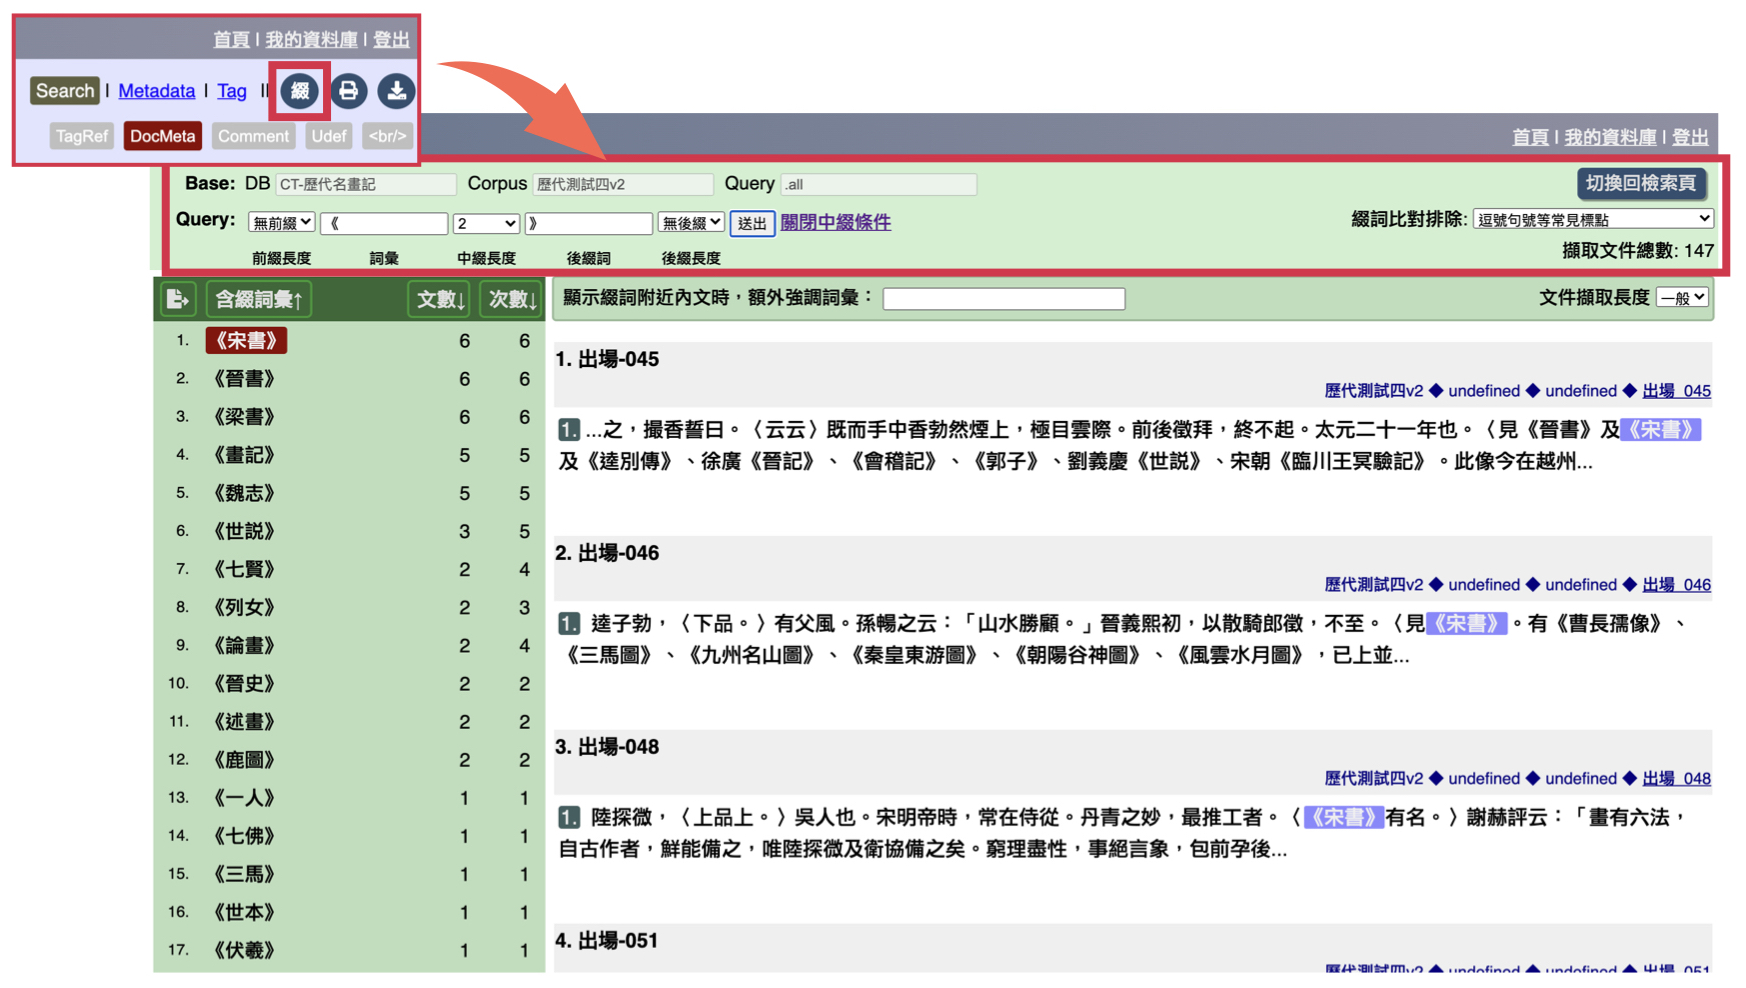 首頁 | 我的資料庫 | 登出
Search | Metadata | Tag || 綴
TagRef DocMeta Comment Udef <br/>
首頁 | 我的資料庫 | 登出
Base: DB CT-歷代名畫記 Corpus 歷代測試四v2 Query .all 切換回檢索頁
Query: 無前綴 《 2 》 無後綴 送出 關閉中綴條件 綴詞比對排除: 逗號句號等常見標點
前綴長度 詞彙 中綴長度 後綴詞 後綴長度 擷取文件總數: 147
含綴詞彙↑ 文數↓ 次數↓
顯示綴詞附近內文時，額外強調詞彙： 文件擷取長度 一般
1. 《宋書》 6 6
2. 《晉書》 6 6
3. 《梁書》 6 6
4. 《畫記》 5 5
5. 《魏志》 5 5
6. 《世説》 3 5
7. 《七賢》 2 4
8. 《列女》 2 3
9. 《論畫》 2 4
10. 《晉史》 2 2
11. 《述畫》 2 2
12. 《鹿圖》 2 2
13. 《一人》 1 1
14. 《七佛》 1 1
15. 《三馬》 1 1
16. 《世本》 1 1
17. 《伏羲》 1 1
1. 出場-045
歷代測試四v2 ◆ undefined ◆ undefined ◆ 出場_045
1. ...之，撮香誓日。〈云云〉既而手中香勃然煙上，極目雲際。前後徵拜，終不起。太元二十一年也。〈見《晉書》及《宋書》
及《逵別傳》、徐廣《晉記》、《會稽記》、《郭子》、劉義慶《世説》、宋朝《臨川王冥驗記》。此像今在越州...
2. 出場-046
歷代測試四v2 ◆ undefined ◆ undefined ◆ 出場_046
1. 逵子勃，〈下品。〉有父風。孫暢之云：「山水勝顧。」晉義熙初，以散騎郎徵，不至。〈見《宋書》。有《曹長孺像》、
《三馬圖》、《九州名山圖》、《秦皇東游圖》、《朝陽谷神圖》、《風雲水月圖》，已上並...
3. 出場-048
歷代測試四v2 ◆ undefined ◆ undefined ◆ 出場_048
1. 陸探微，〈上品上。〉吳人也。宋明帝時，常在侍從。丹青之妙，最推工者。〈《宋書》有名。〉謝赫評云：「畫有六法，
自古作者，鮮能備之，唯陸探微及衛協備之矣。窮理盡性，事絕言象，包前孕後...
4. 出場-051
歷代測試四v2 ◆ undefined ◆ undefined ◆ 出場_051